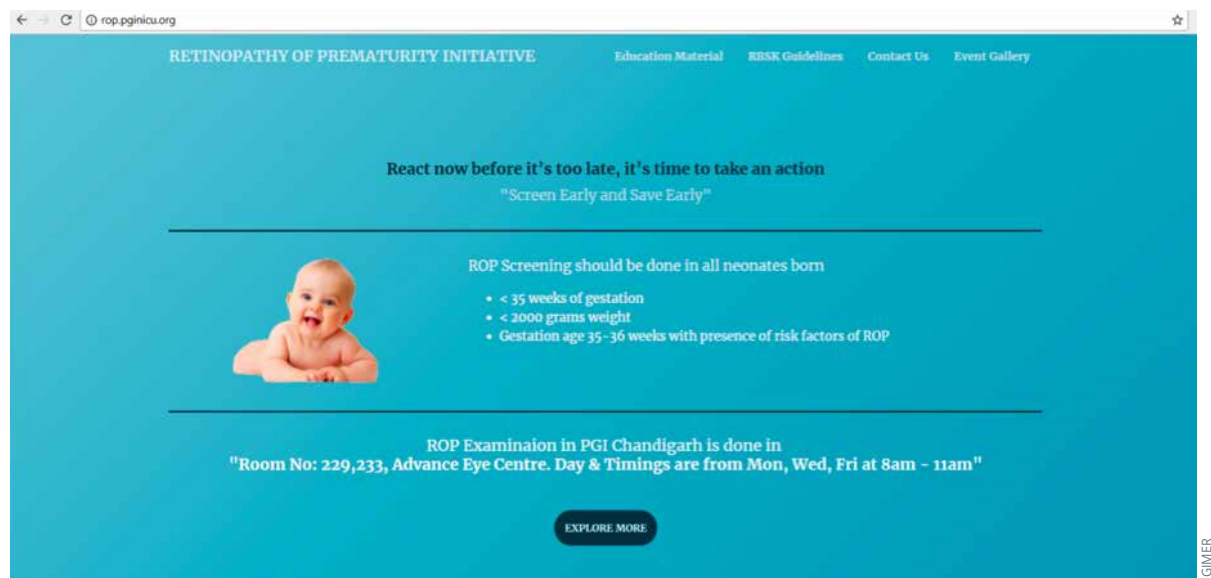 rop.pginicu.org
RETINOPATHY OF PREMATURITY INITIATIVE Education Material RBSK Guidelines Contact Us Event Gallery
React now before it's too late, it's time to take an action
"Screen Early and Save Early"
ROP Screening should be done in all neonates born
• < 35 weeks of gestation
• < 2000 grams weight
• Gestation age 35-36 weeks with presence of risk factors of ROP
ROP Examinaion in PGI Chandigarh is done in
"Room No: 229,233, Advance Eye Centre. Day & Timings are from Mon, Wed, Fri at 8am - 11am"
EXPLORE MORE
GIMER